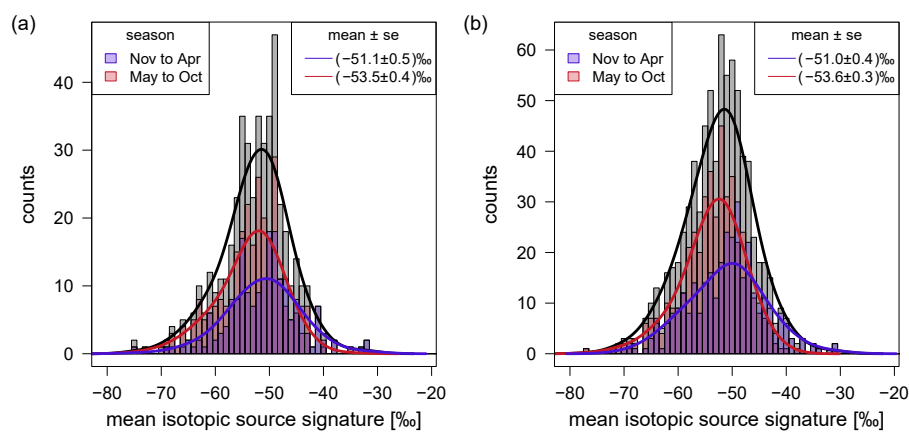 (a)
season
Nov to Apr
May to Oct
mean ± se
(−51.1±0.5)‰
(−53.5±0.4)‰
counts
0
10
20
30
40
−80
−70
−60
−50
−40
−30
−20
mean isotopic source signature [‰]
(b)
season
Nov to Apr
May to Oct
mean ± se
(−51.0±0.4)‰
(−53.6±0.3)‰
counts
0
10
20
30
40
50
60
−80
−70
−60
−50
−40
−30
−20
mean isotopic source signature [‰]